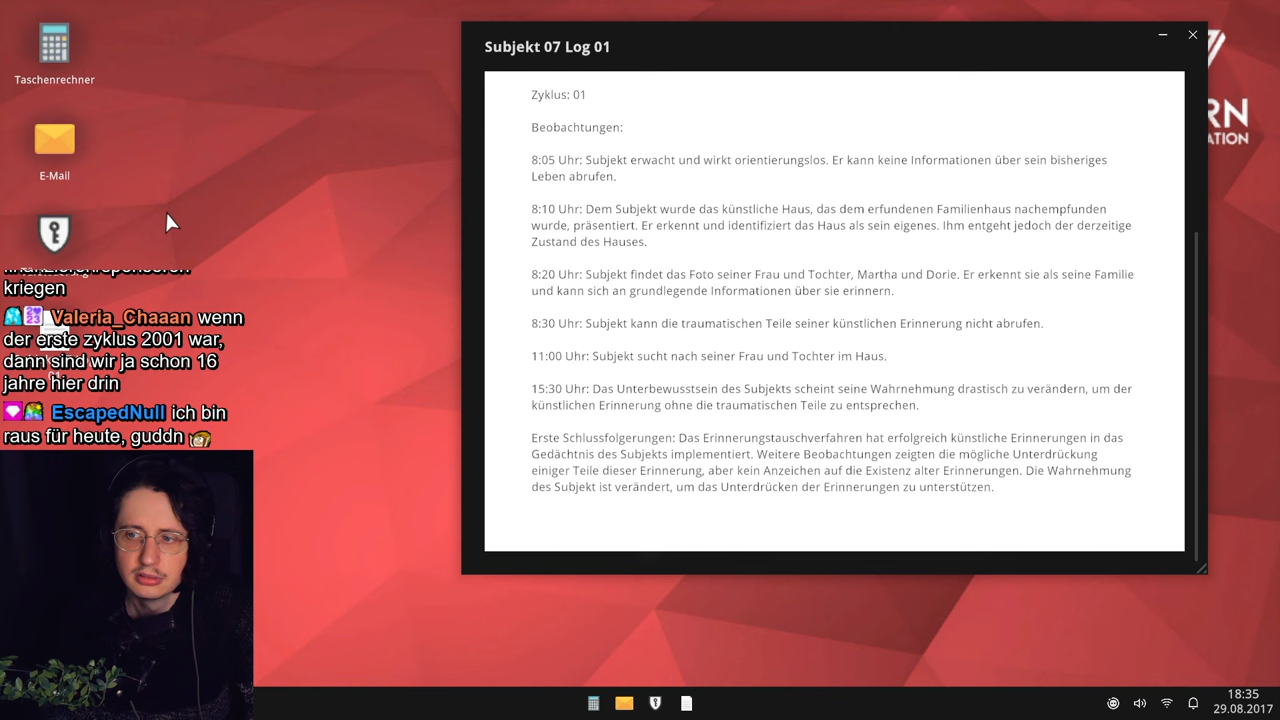 Taschenrechner
E-Mail
kriegen
Valeria_Chaaan wenn
der erste zyklus 2001 war,
dann sind wir ja schon 16
jahre hier drin
EscapedNull ich bin
raus für heute, guddn
Subjekt 07 Log 01
Zyklus: 01
Beobachtungen:
8:05 Uhr: Subjekt erwacht und wirkt orientierungslos. Er kann keine Informationen über sein bisheriges
Leben abrufen.
8:10 Uhr: Dem Subjekt wurde das künstliche Haus, das dem erfundenen Familienhaus nachempfunden
wurde, präsentiert. Er erkennt und identifiziert das Haus als sein eigenes. Ihm entgeht jedoch der derzeitige
Zustand des Hauses.
8:20 Uhr: Subjekt findet das Foto seiner Frau und Tochter, Martha und Dorie. Er erkennt sie als seine Familie
und kann sich an grundlegende Informationen über sie erinnern.
8:30 Uhr: Subjekt kann die traumatischen Teile seiner künstlichen Erinnerung nicht abrufen.
11:00 Uhr: Subjekt sucht nach seiner Frau und Tochter im Haus.
15:30 Uhr: Das Unterbewusstsein des Subjekts scheint seine Wahrnehmung drastisch zu verändern, um der
künstlichen Erinnerung ohne die traumatischen Teile zu entsprechen.
Erste Schlussfolgerungen: Das Erinnerungstauschverfahren hat erfolgreich künstliche Erinnerungen in das
Gedächtnis des Subjekts implementiert. Weitere Beobachtungen zeigten die mögliche Unterdrückung
einiger Teile dieser Erinnerung, aber kein Anzeichen auf die Existenz alter Erinnerungen. Die Wahrnehmung
des Subjekt ist verändert, um das Unterdrücken der Erinnerungen zu unterstützen.
RN
ATION
18:35
29.08.2017